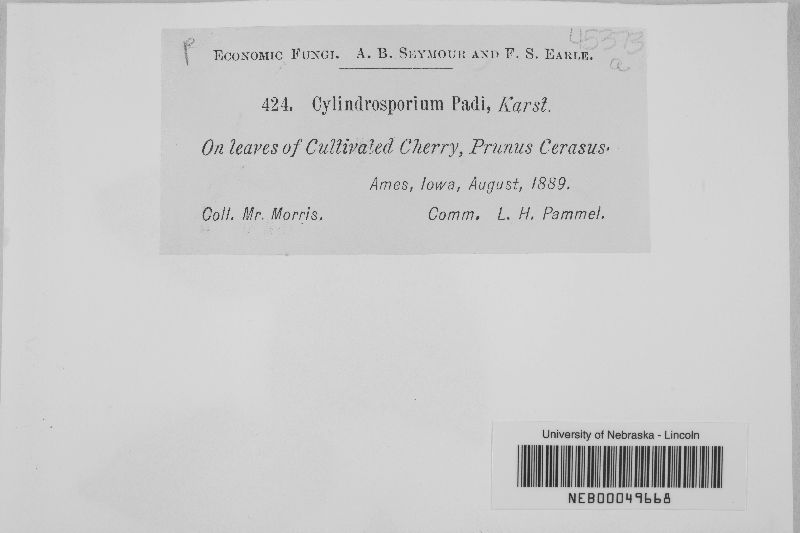 P
45373
a
ECONOMIC FUNGI. A. B. SEYMOUR AND F. S. EARLE.
424. Cylindrosporium Padi, Karst.
On leaves of Cultivated Cherry, Prunus Cerasus.
Ames, Iowa, August, 1889.
Coll. Mr. Morris. Comm. L. H. Pammel.
University of Nebraska - Lincoln
NEB00049668